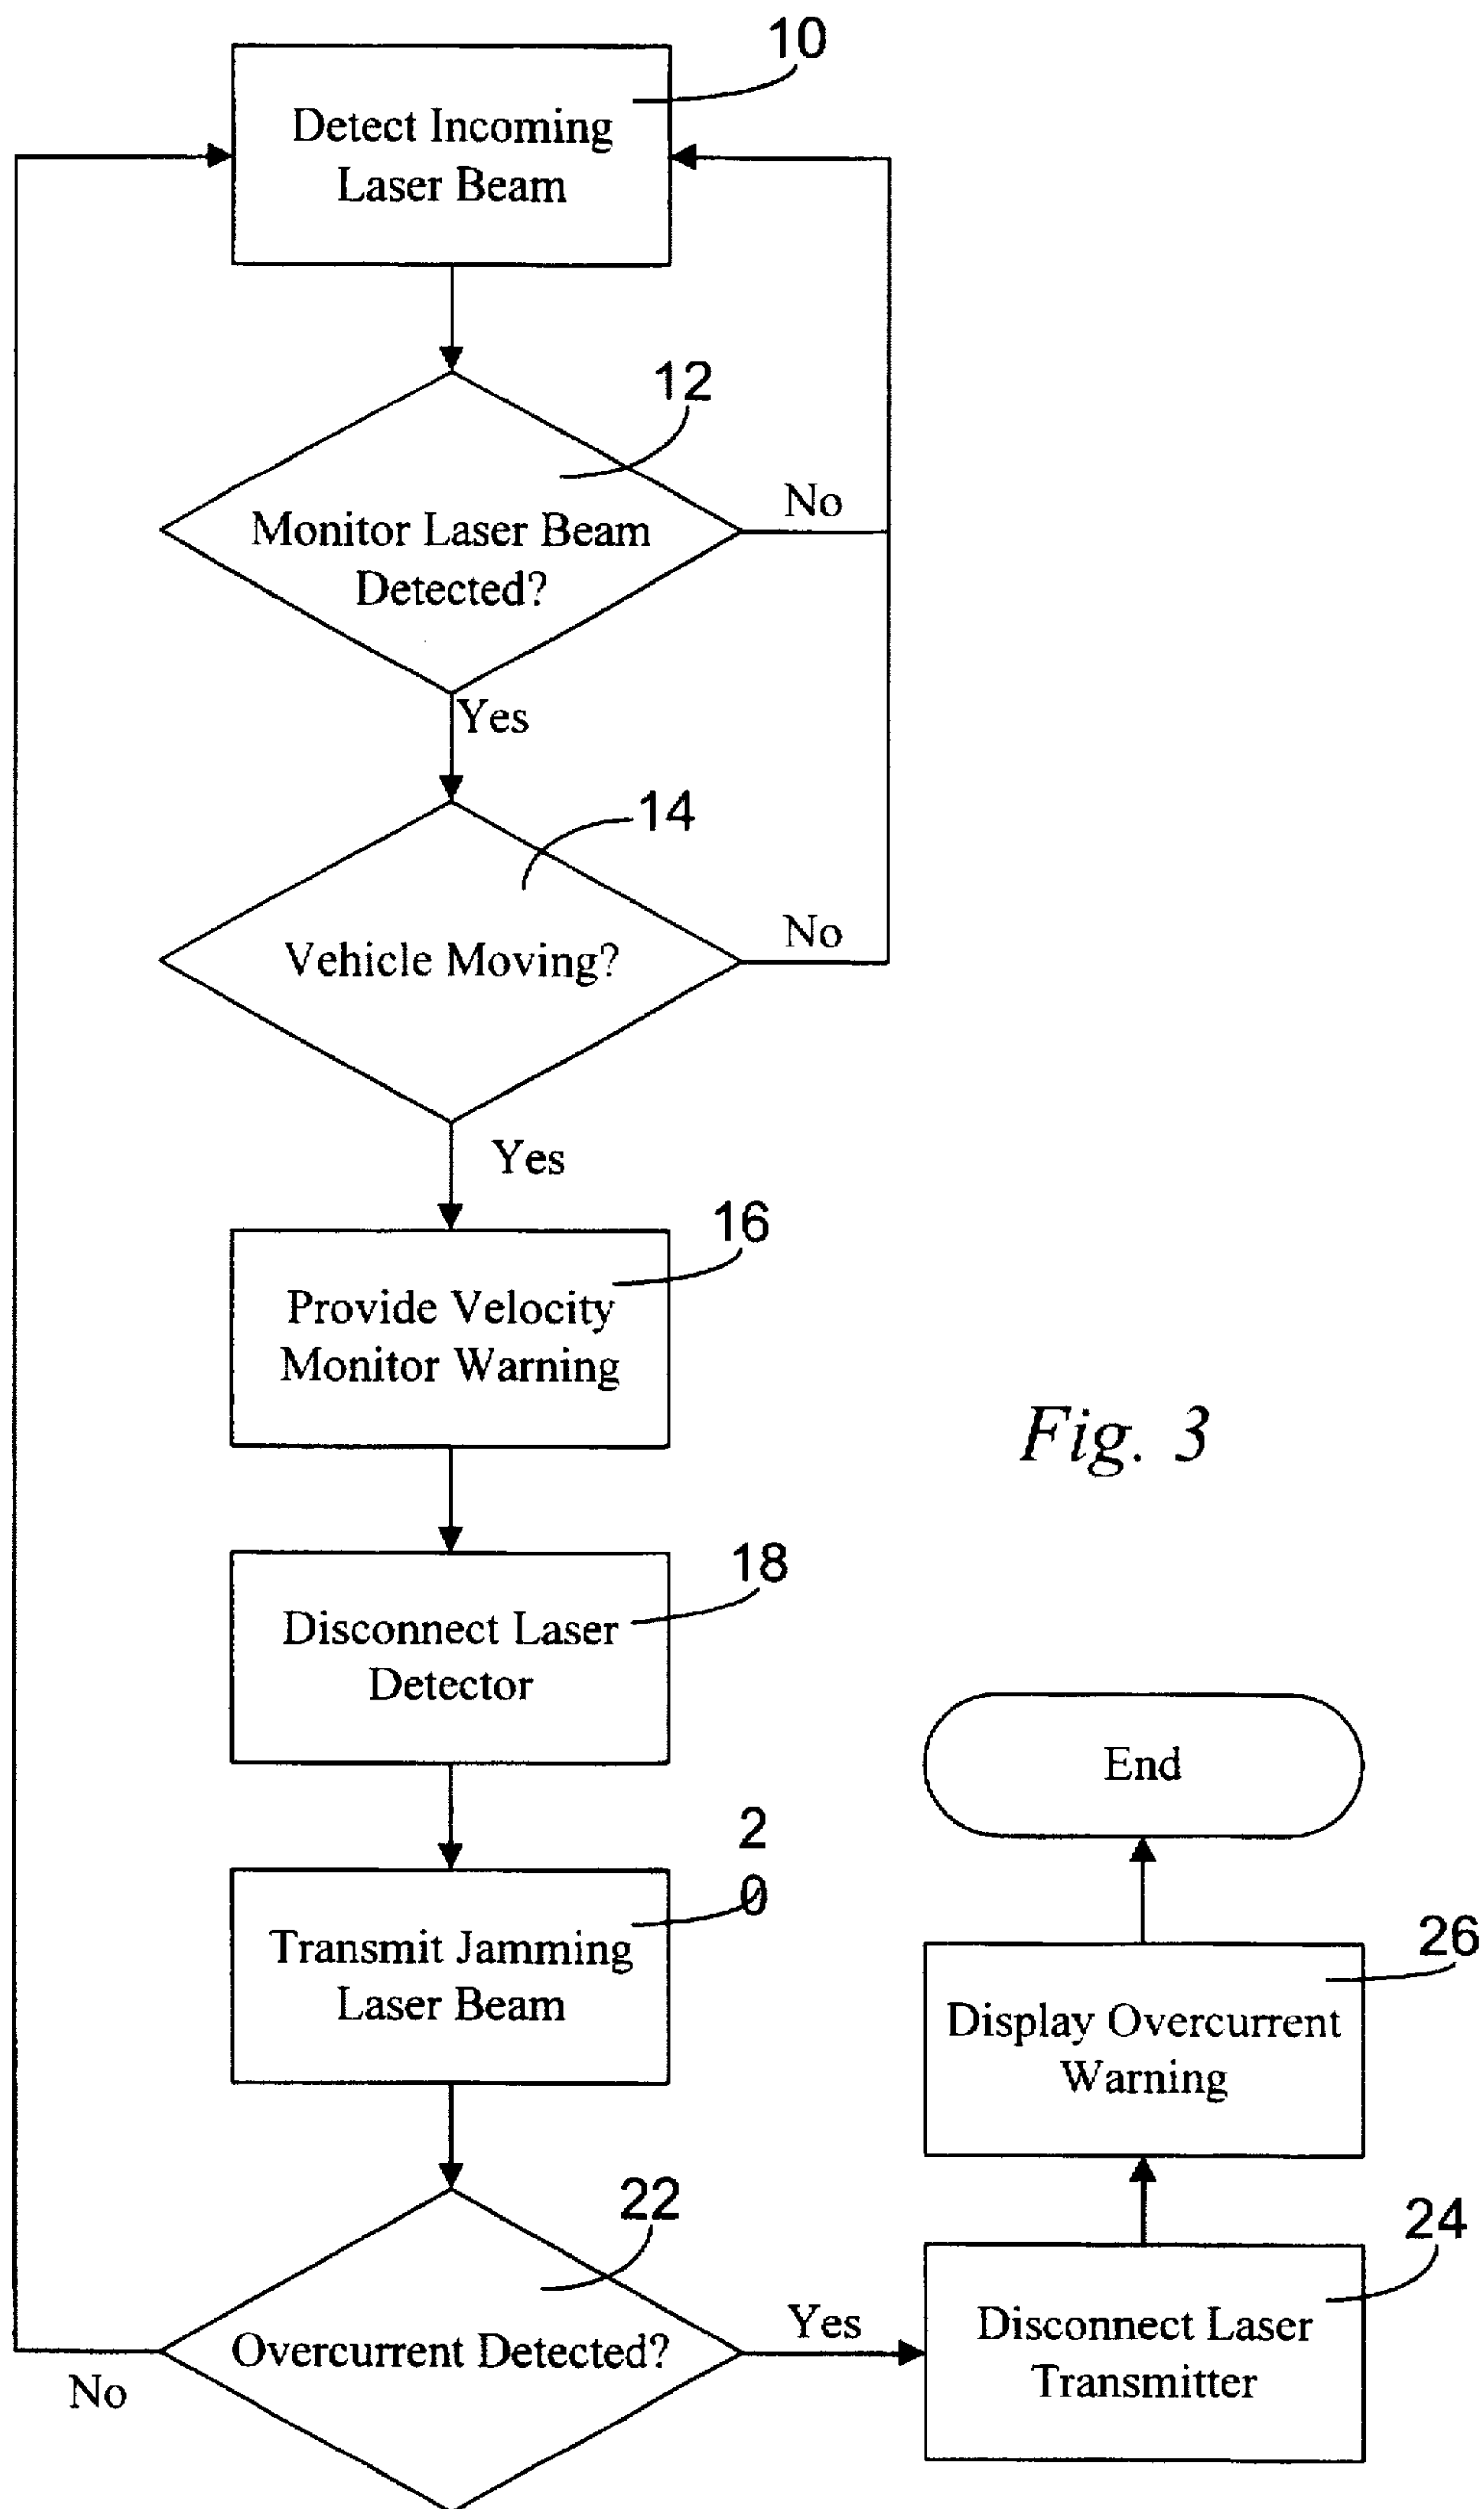 10
Detect Incoming
Laser Beam
12
Monitor Laser Beam
Detected?
No
Yes
14
Vehicle Moving?
No
Yes
16
Provide Velocity
Monitor Warning
Fig. 3
18
Disconnect Laser
Detector
End
2
0
Transmit Jamming
Laser Beam
26
Display Overcurrent
Warning
22
Overcurrent Detected?
Yes
No
24
Disconnect Laser
Transmitter